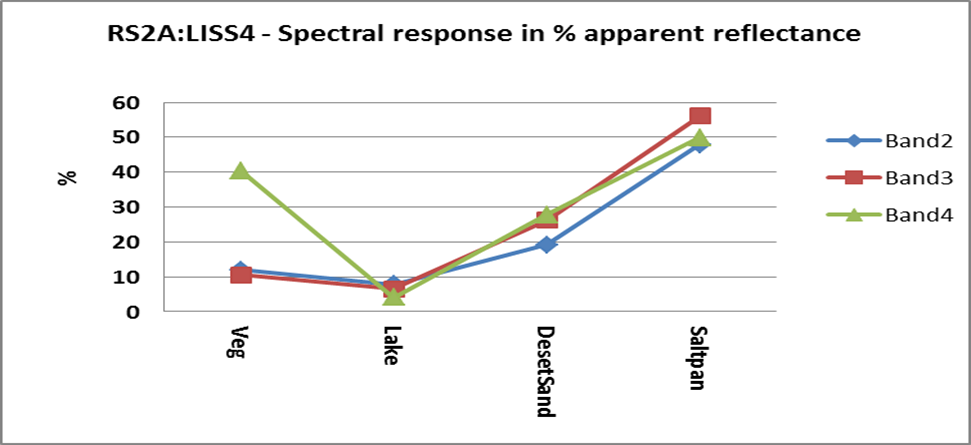 RS2A:LISS4 - Spectral response in % apparent reflectance
60
50
40
30
20
10
0
%
Veg
Lake
DesetSand
Saltpan
Band2
Band3
Band4